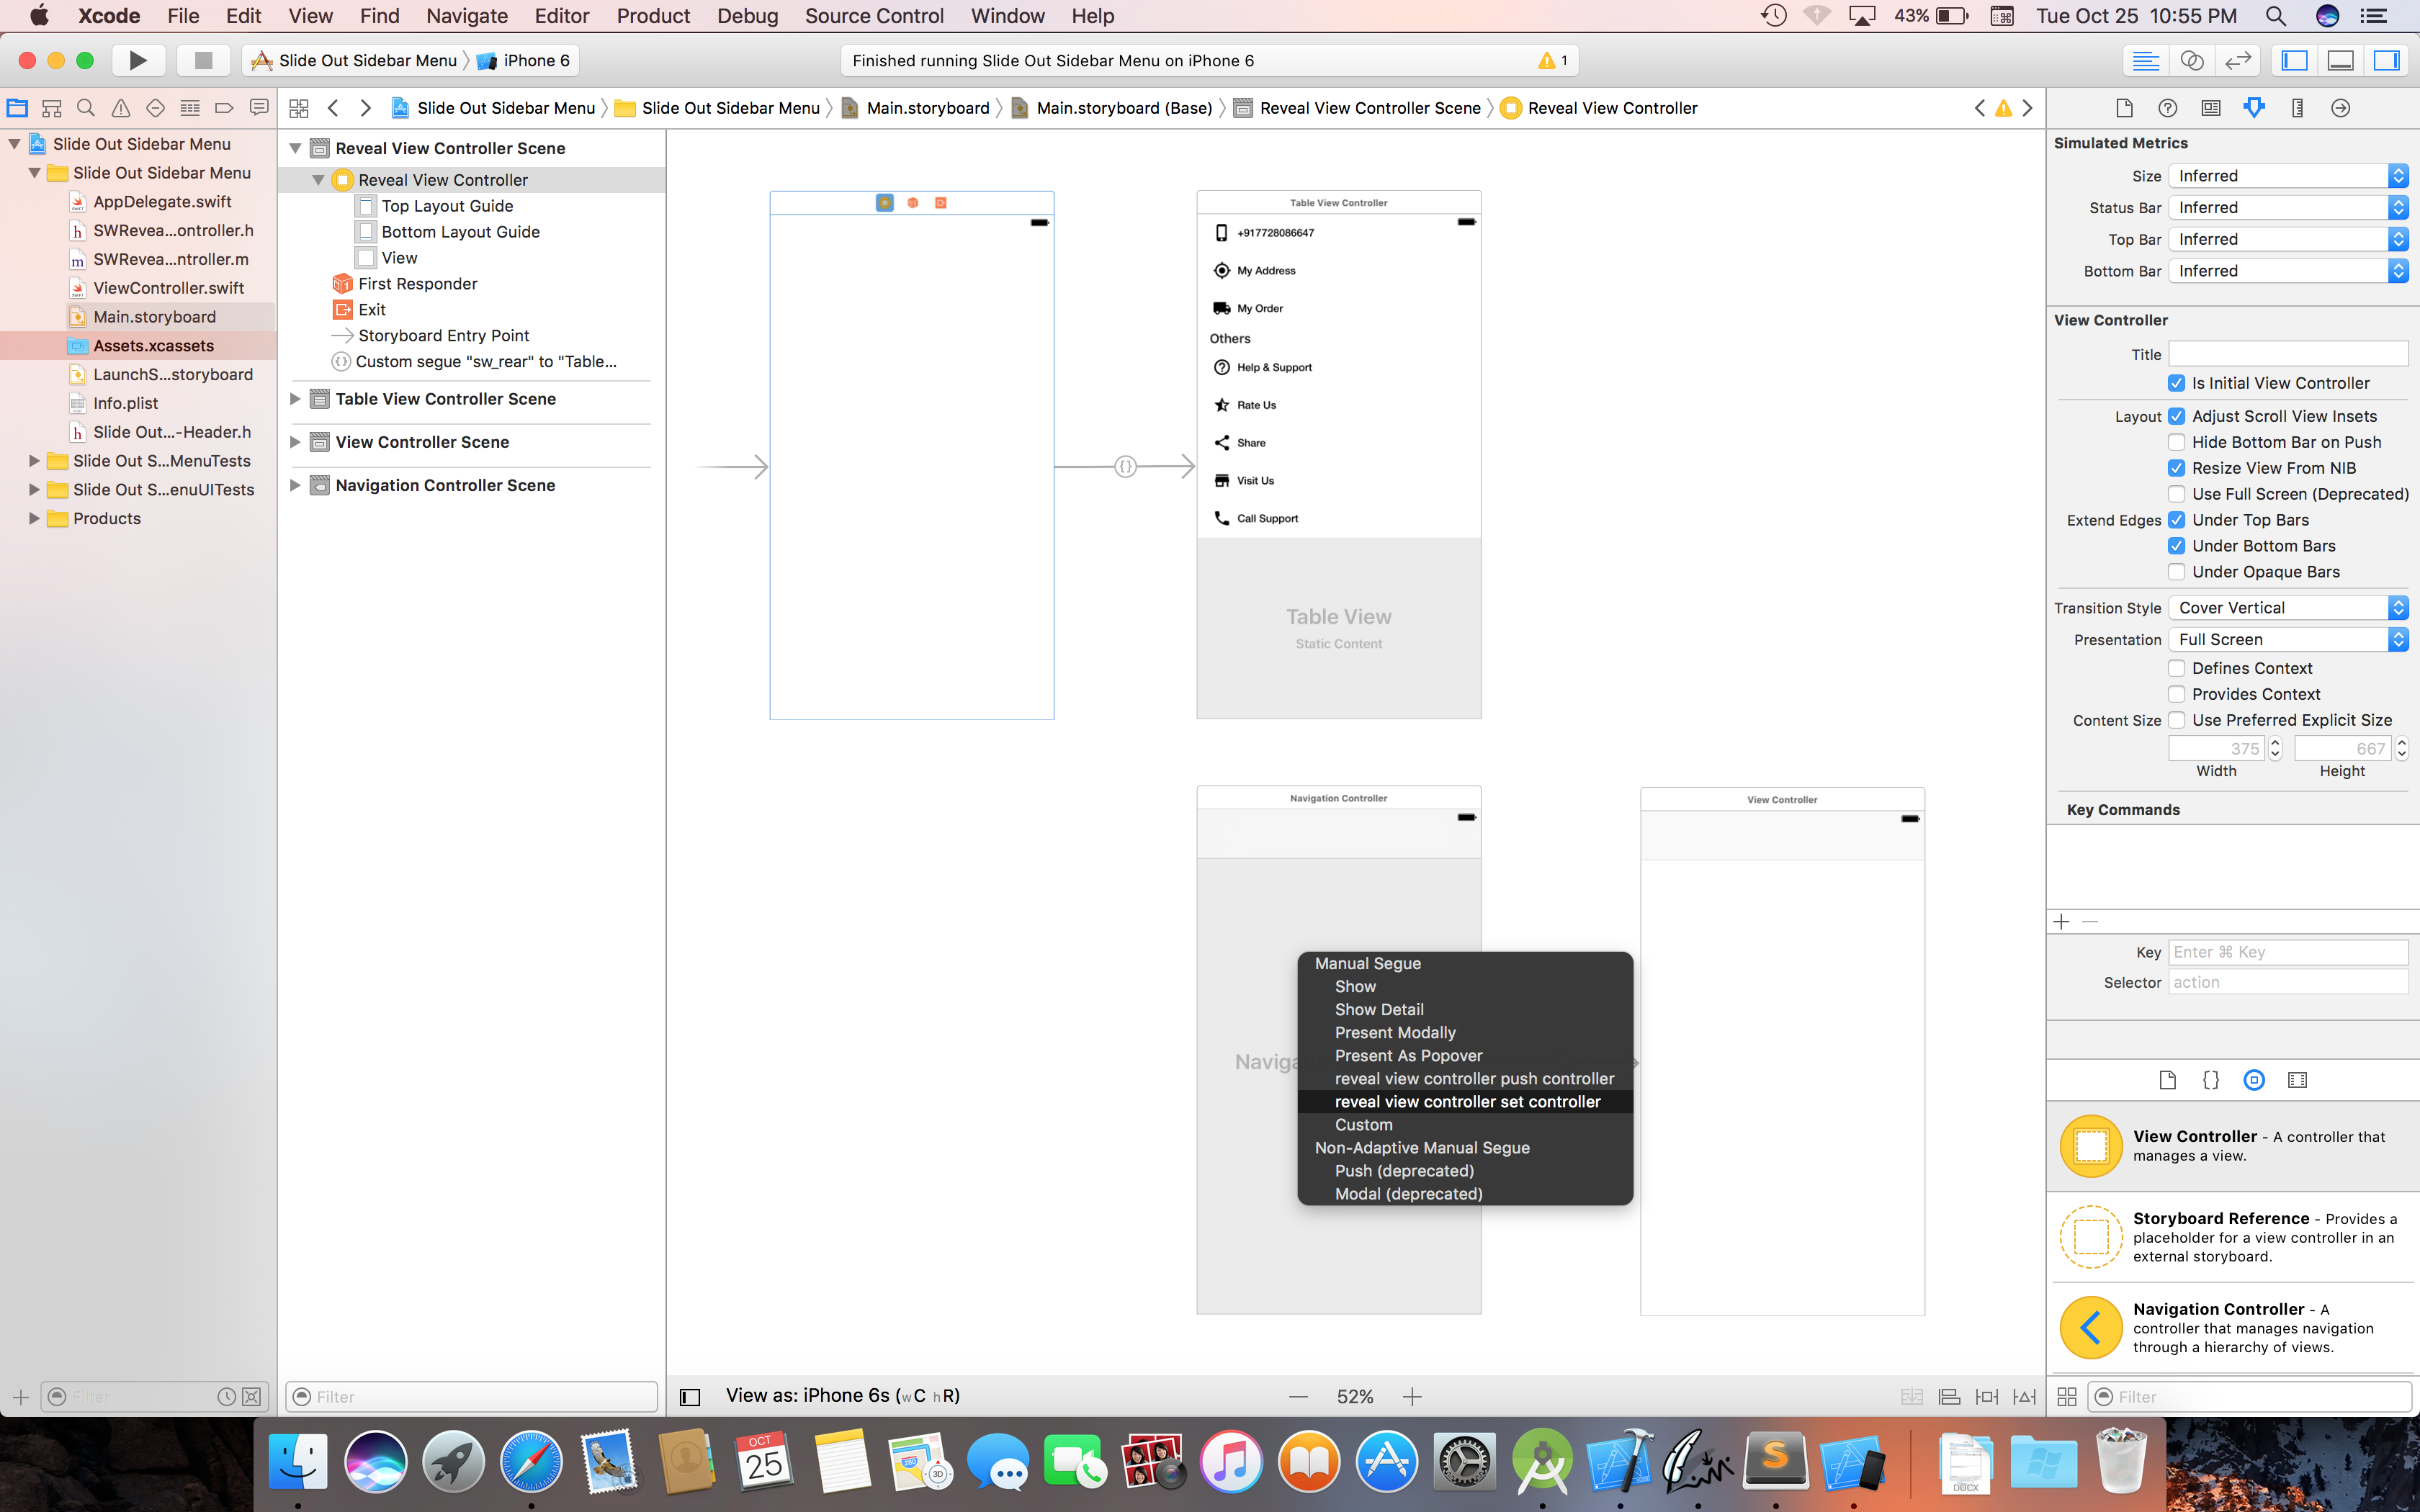 Xcode File Edit View Find Navigate Editor Product Debug Source Control Window Help
43% Tue Oct 25 10:55 PM
Slide Out Sidebar Menu iPhone 6
Finished running Slide Out Sidebar Menu on iPhone 6
1
Slide Out Sidebar Menu Slide Out Sidebar Menu Main.storyboard Main.storyboard (Base) Reveal View Controller Scene Reveal View Controller
Slide Out Sidebar Menu
Slide Out Sidebar Menu
AppDelegate.swift
SWRevea...ontroller.h
SWRevea...ntroller.m
ViewController.swift
Main.storyboard
Assets.xcassets
LaunchS...storyboard
Info.plist
Slide Out...-Header.h
Slide Out S...MenuTests
Slide Out S...enuUITests
Products
Filter
Reveal View Controller Scene
Reveal View Controller
Top Layout Guide
Bottom Layout Guide
View
First Responder
Exit
Storyboard Entry Point
Custom segue "sw_rear" to "Table...
Table View Controller Scene
View Controller Scene
Navigation Controller Scene
Filter
Table View Controller
+917728086647
My Address
My Order
Others
Help & Support
Rate Us
Share
Visit Us
Call Support
Table View
Static Content
Navigation Controller
View Controller
Naviga
Manual Segue
Show
Show Detail
Present Modally
Present As Popover
reveal view controller push controller
reveal view controller set controller
Custom
Non-Adaptive Manual Segue
Push (deprecated)
Modal (deprecated)
View as: iPhone 6s (wC hR)
52%
Simulated Metrics
Size Inferred
Status Bar Inferred
Top Bar Inferred
Bottom Bar Inferred
View Controller
Title
Is Initial View Controller
Layout Adjust Scroll View Insets
Hide Bottom Bar on Push
Resize View From NIB
Use Full Screen (Deprecated)
Extend Edges Under Top Bars
Under Bottom Bars
Under Opaque Bars
Transition Style Cover Vertical
Presentation Full Screen
Defines Context
Provides Context
Content Size Use Preferred Explicit Size
375 667
Width Height
Key Commands
Key Enter ⌘ Key
Selector action
View Controller - A controller that
manages a view.
Storyboard Reference - Provides a
placeholder for a view controller in an
external storyboard.
Navigation Controller - A
controller that manages navigation
through a hierarchy of views.
Filter
OCT
25
280
3D
S
DOCX